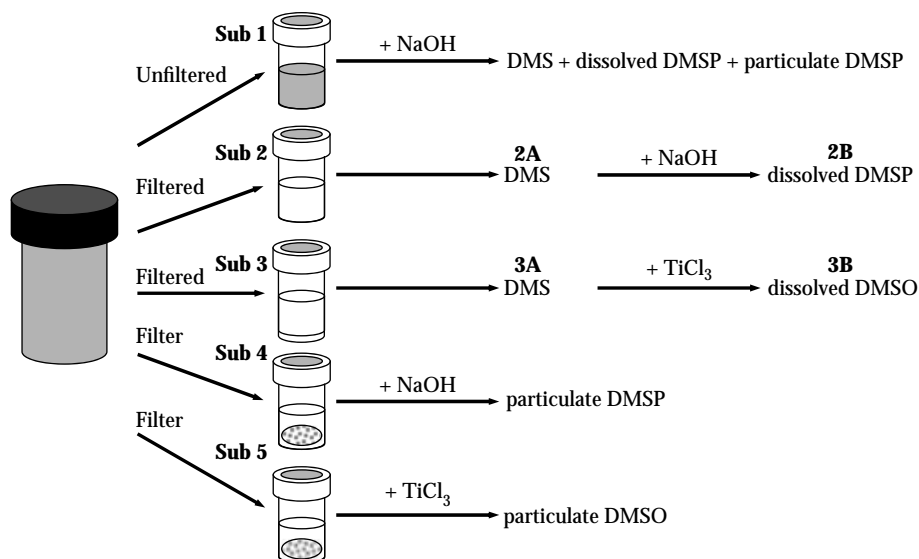 Sub 1
+ NaOH
Unfiltered
DMS + dissolved DMSP + particulate DMSP
Sub 2
2A
+ NaOH
2B
Filtered
DMS
dissolved DMSP
Sub 3
3A
+ TiCl₃
3B
Filtered
DMS
dissolved DMSO
Filter
Sub 4
+ NaOH
particulate DMSP
Filter
Sub 5
+ TiCl₃
particulate DMSO